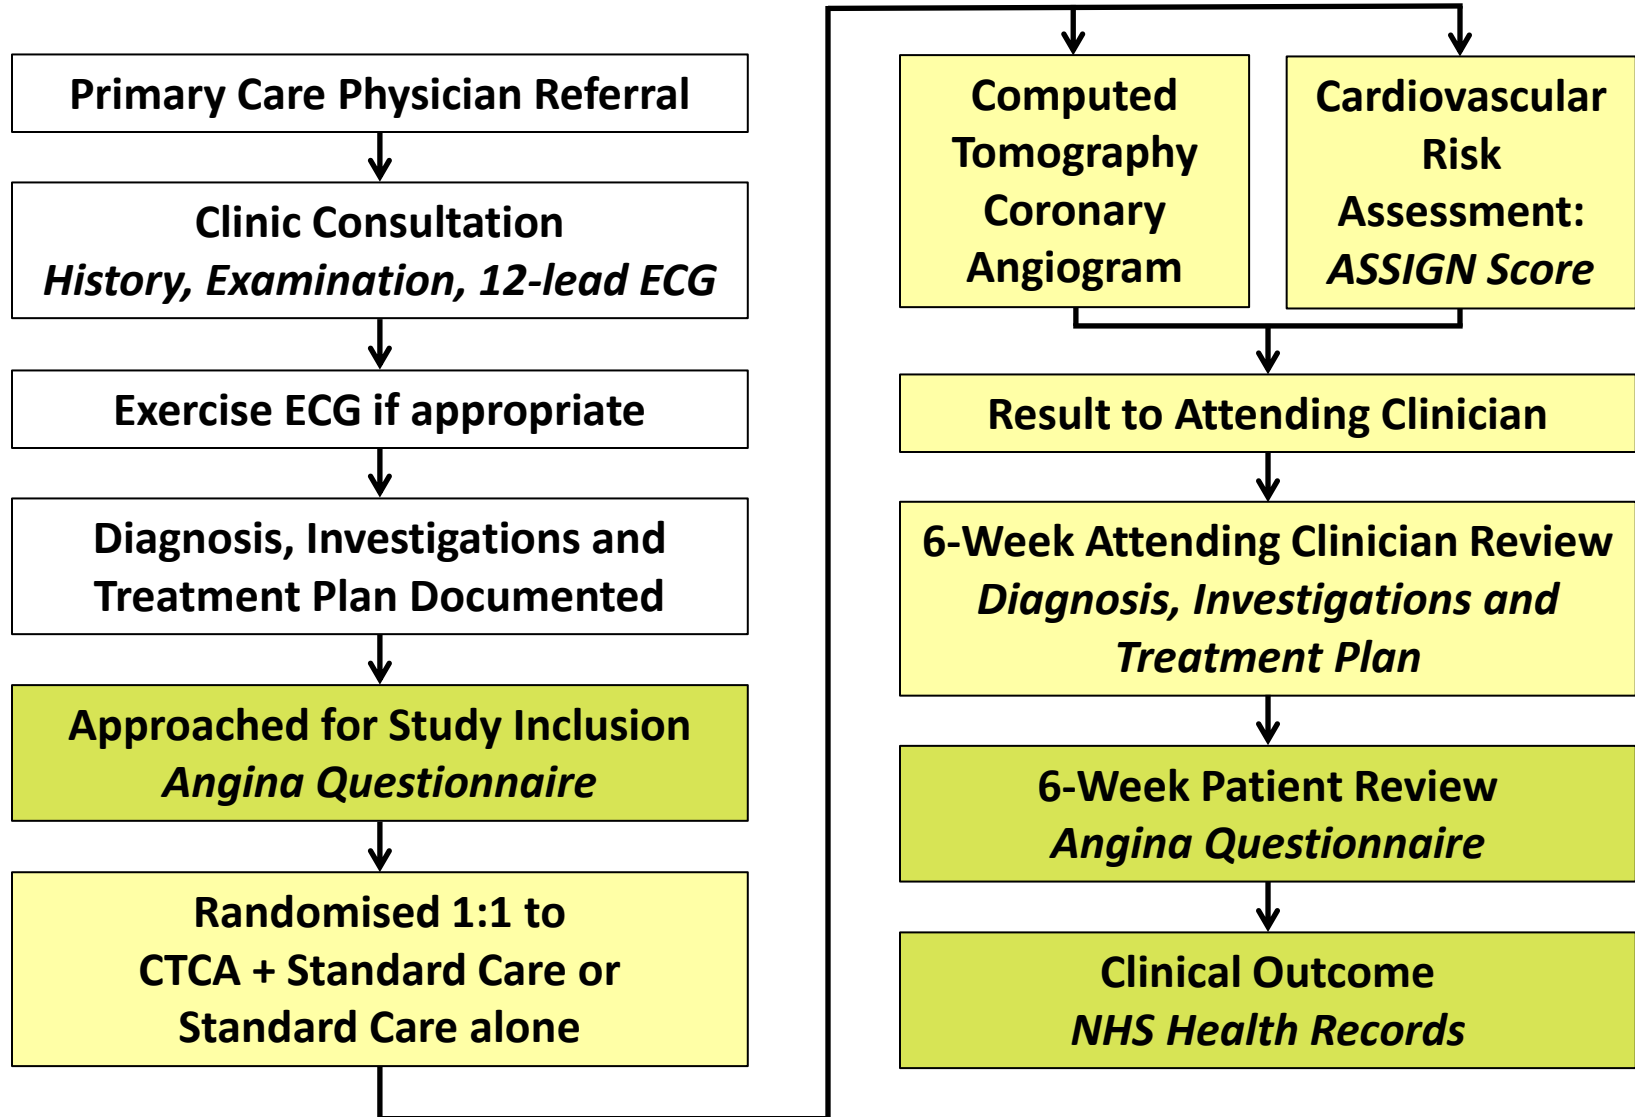 Primary Care Physician Referral
Clinic Consultation
History, Examination, 12-lead ECG
Exercise ECG if appropriate
Diagnosis, Investigations and
Treatment Plan Documented
Approached for Study Inclusion
Angina Questionnaire
Randomised 1:1 to
CTCA + Standard Care or
Standard Care alone
Computed
Tomography
Coronary
Angiogram
Cardiovascular
Risk
Assessment:
ASSIGN Score
Result to Attending Clinician
6-Week Attending Clinician Review
Diagnosis, Investigations and
Treatment Plan
6-Week Patient Review
Angina Questionnaire
Clinical Outcome
NHS Health Records